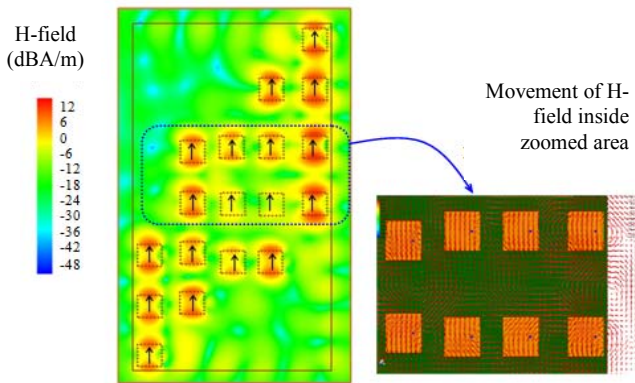 H-field
(dBA/m)
12
6
0
-6
-12
-18
-24
-30
-36
-42
-48
Movement of H-
field inside
zoomed area